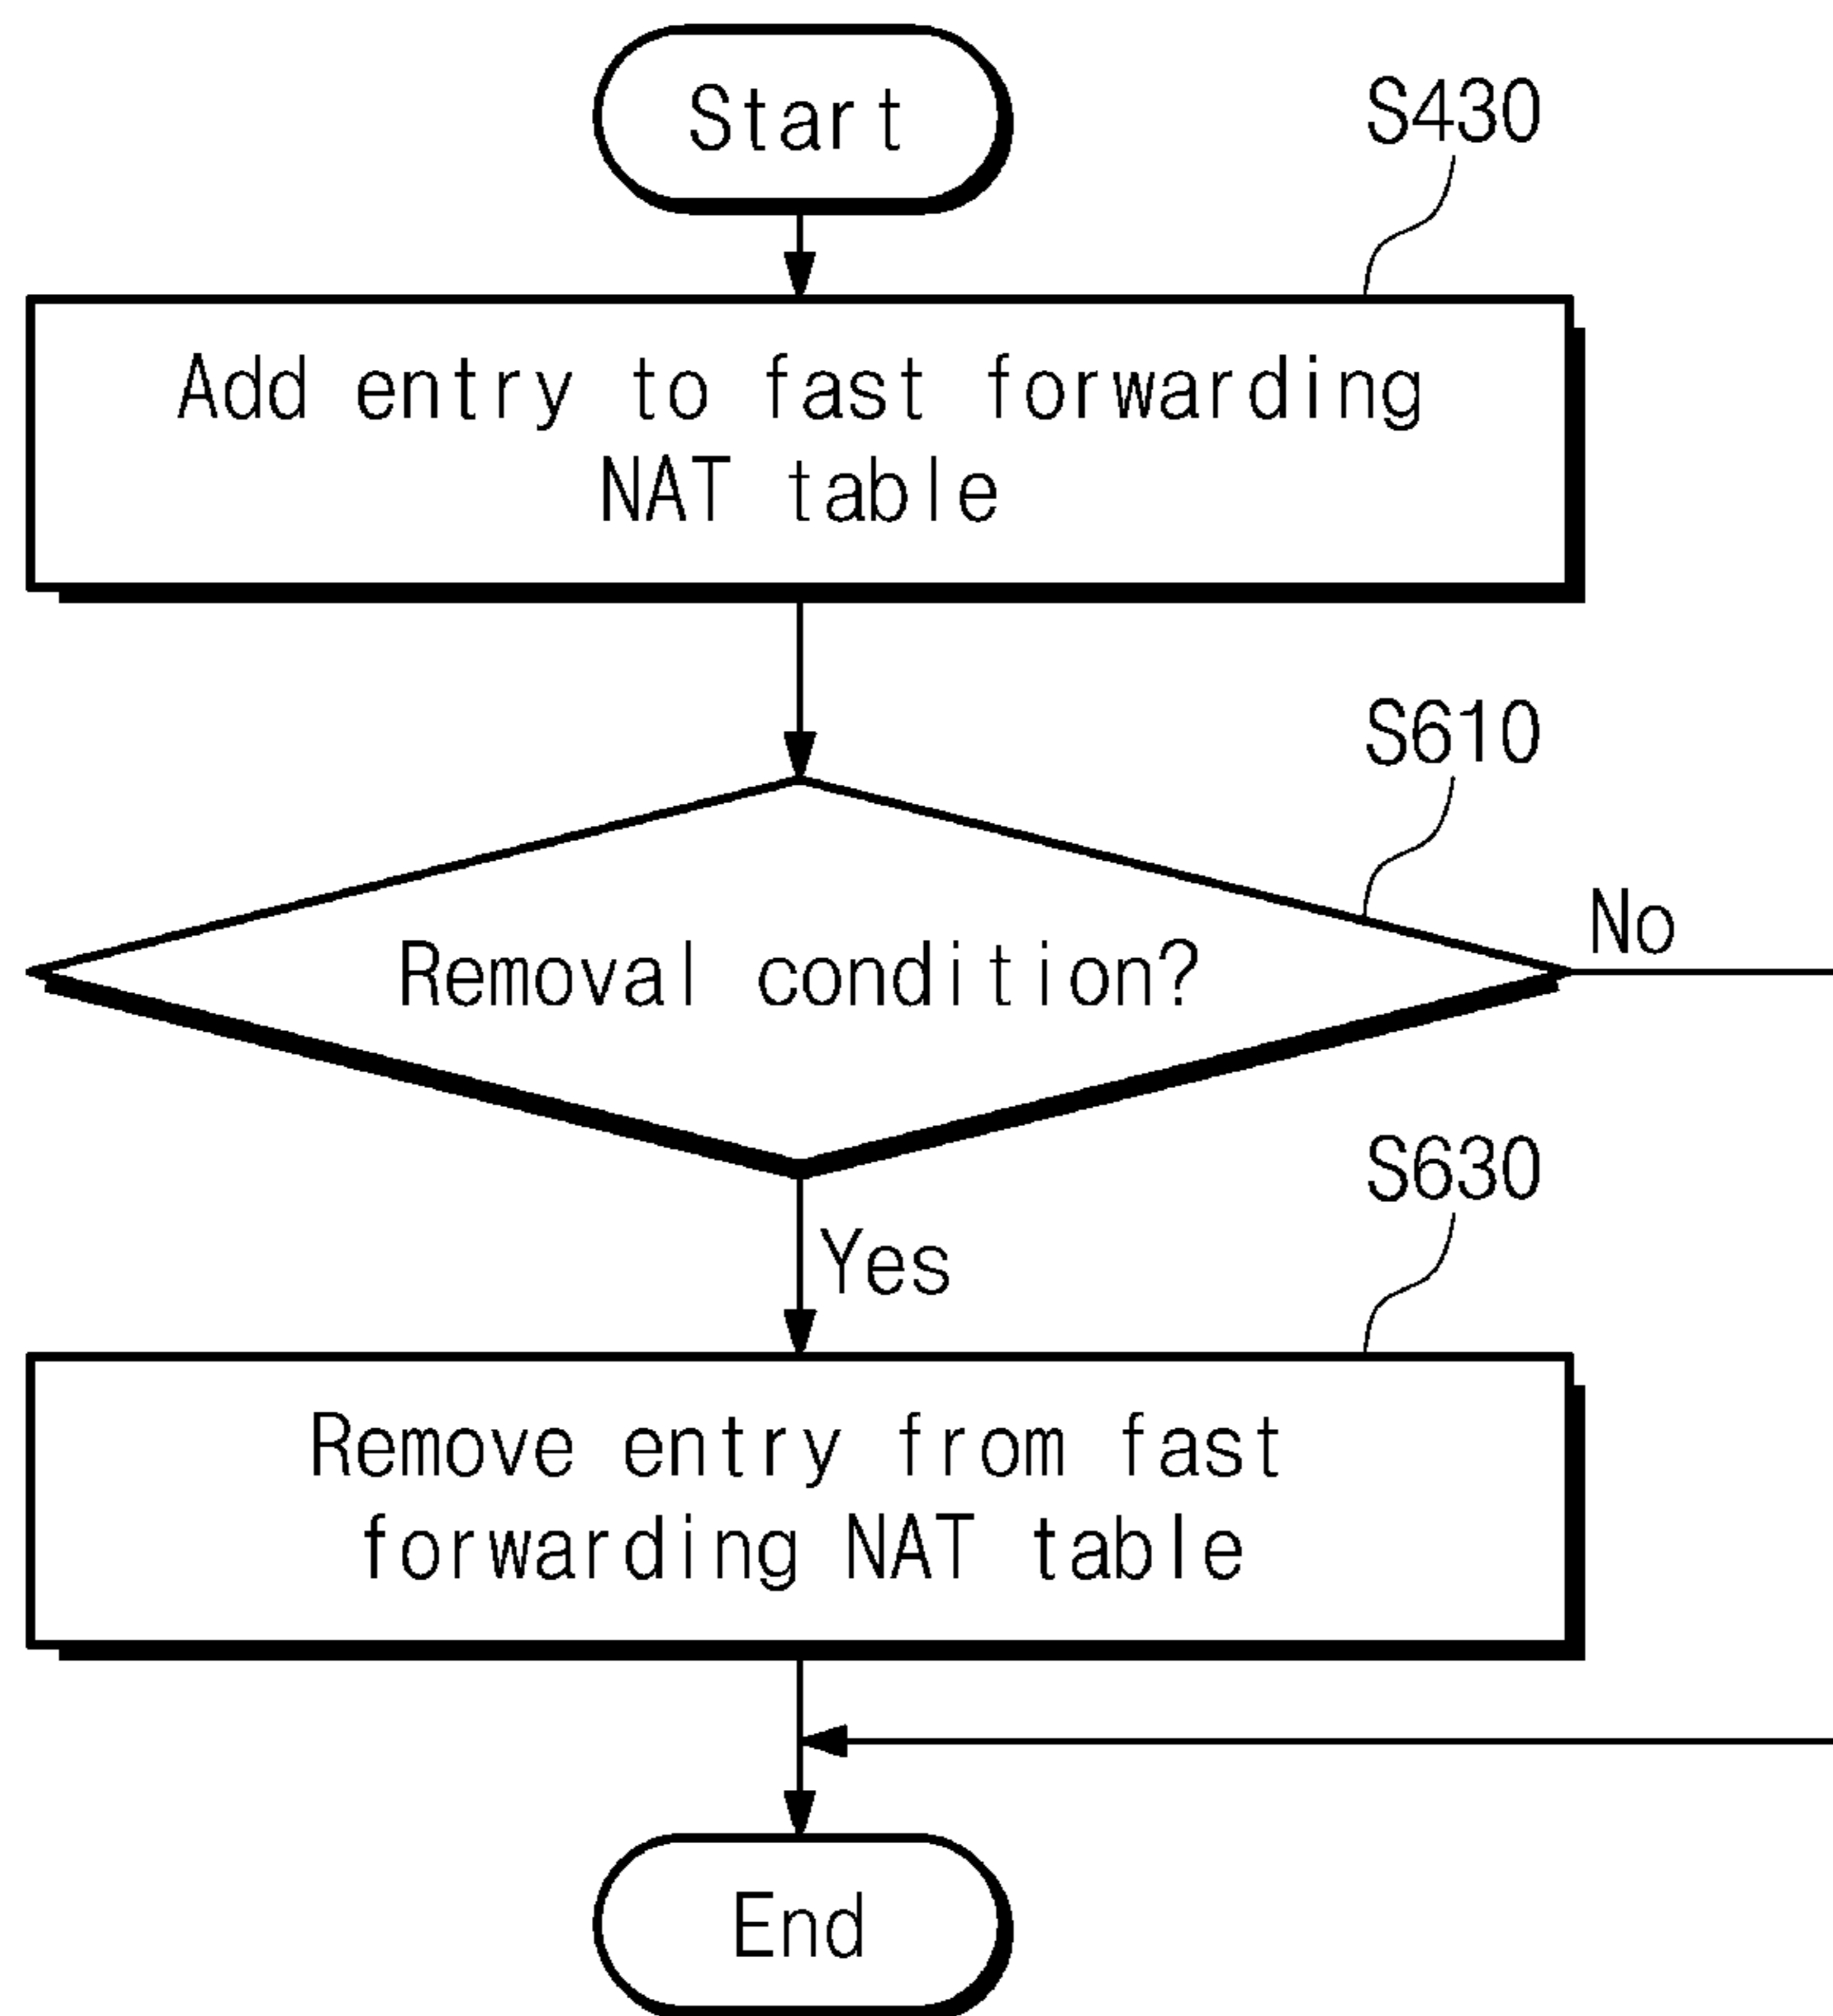 Start
S430
Add entry to fast forwarding
NAT table
S610
Removal condition?
No
Yes
S630
Remove entry from fast
forwarding NAT table
End